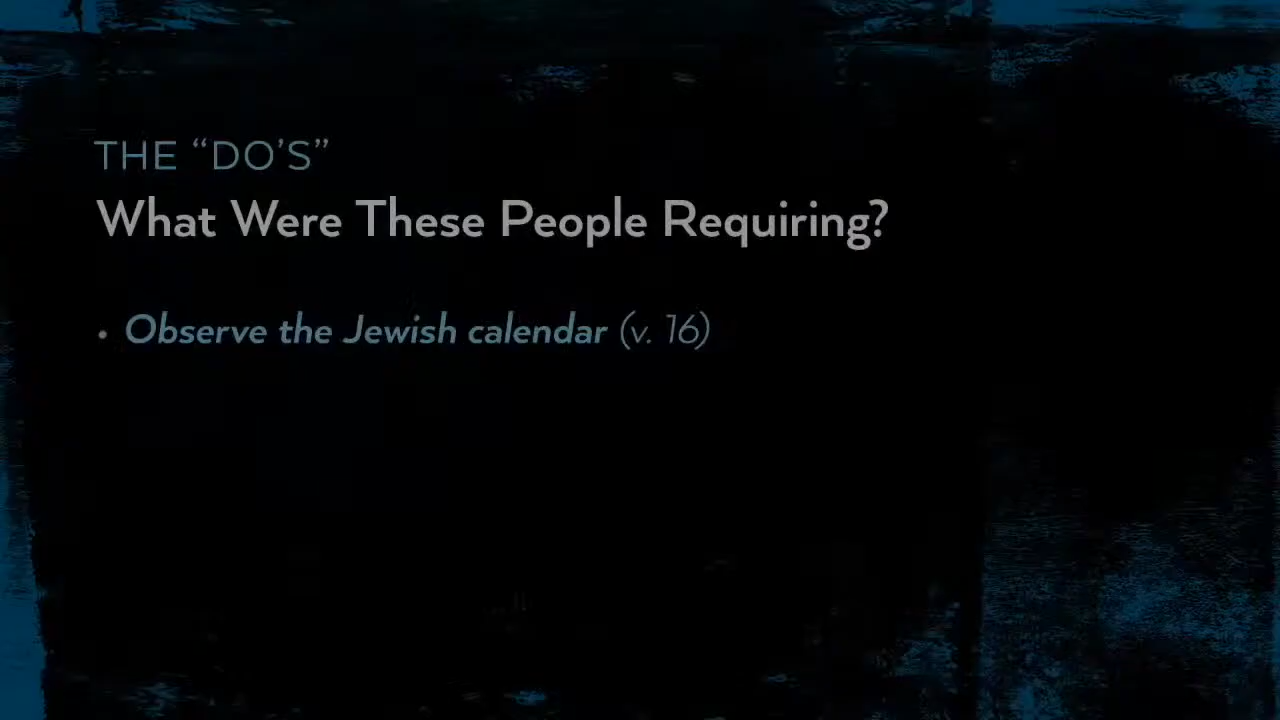 THE “DO’S”
What Were These People Requiring?
• Observe the Jewish calendar (v. 16)